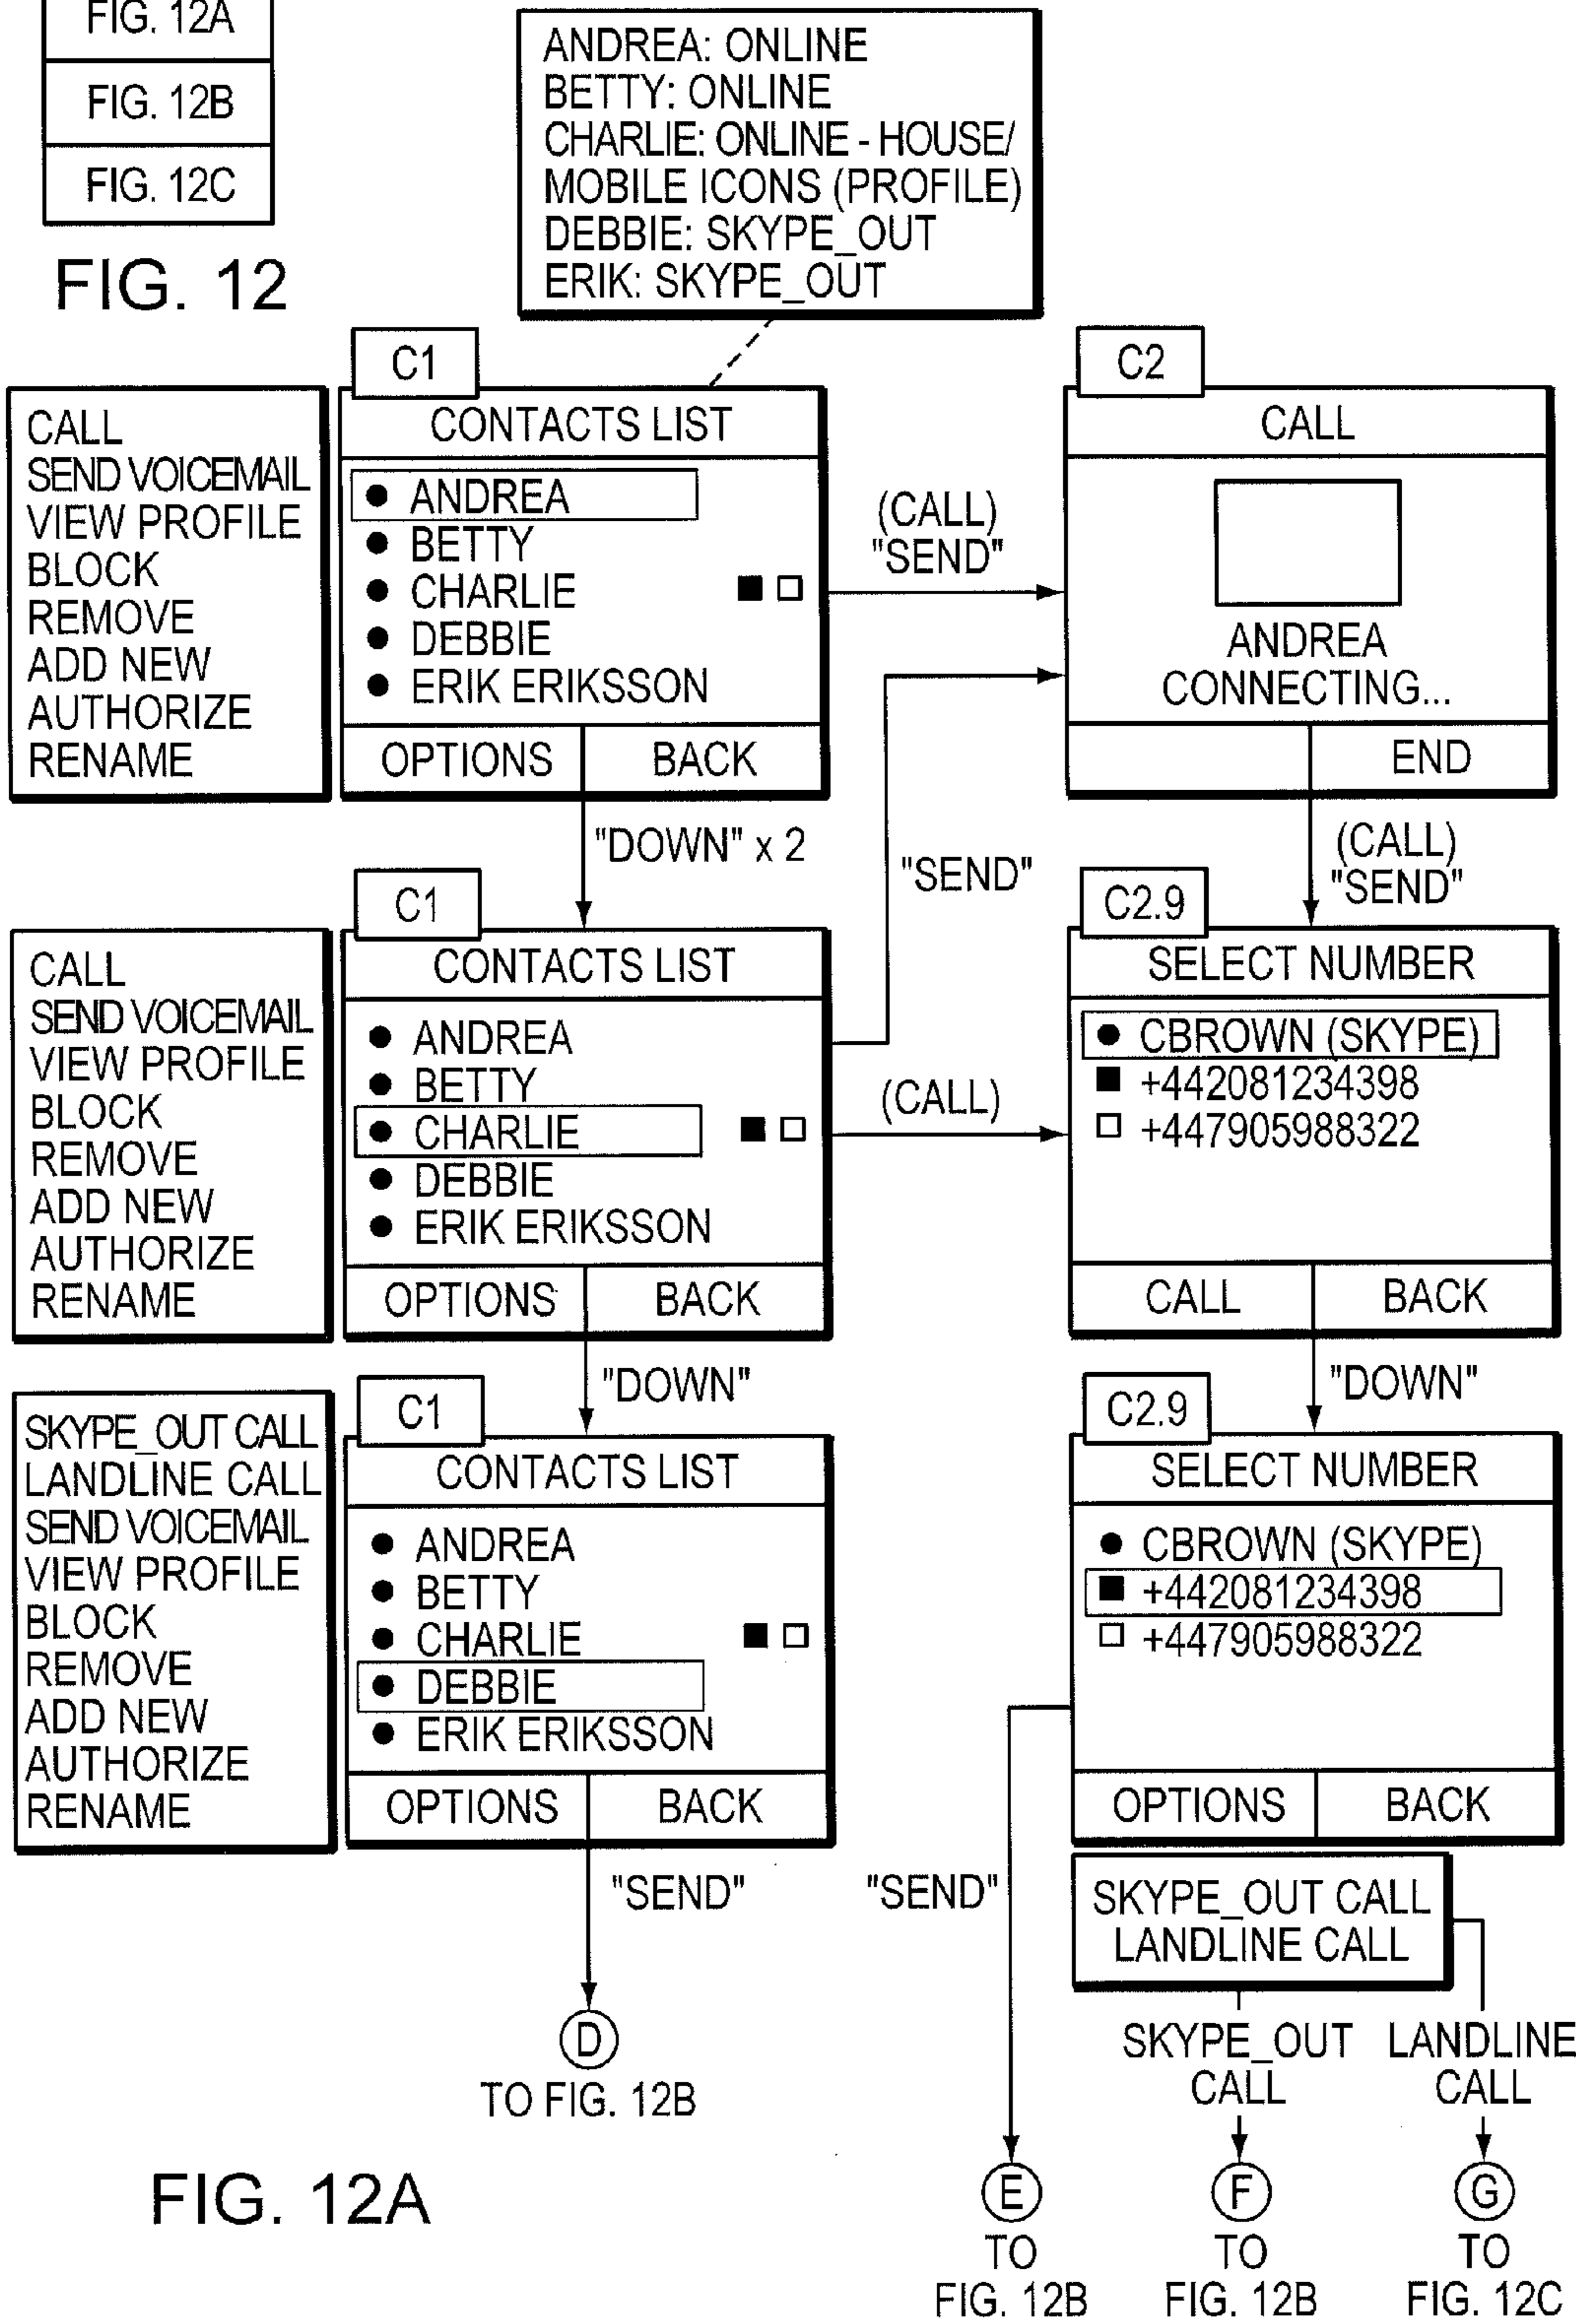 FIG. 12A
FIG. 12B
FIG. 12C
FIG. 12
ANDREA: ONLINE
BETTY: ONLINE
CHARLIE: ONLINE - HOUSE/
MOBILE ICONS (PROFILE)
DEBBIE: SKYPE_OUT
ERIK: SKYPE_OUT
CALL
SEND VOICEMAIL
VIEW PROFILE
BLOCK
REMOVE
ADD NEW
AUTHORIZE
RENAME
C1
CONTACTS LIST
ANDREA
BETTY
CHARLIE
DEBBIE
ERIK ERIKSSON
OPTIONS BACK
(CALL)
"SEND"
C2
CALL
ANDREA
CONNECTING...
END
"DOWN" x 2
"SEND"
(CALL)
"SEND"
CALL
SEND VOICEMAIL
VIEW PROFILE
BLOCK
REMOVE
ADD NEW
AUTHORIZE
RENAME
C1
CONTACTS LIST
ANDREA
BETTY
CHARLIE
DEBBIE
ERIK ERIKSSON
OPTIONS BACK
(CALL)
C2.9
SELECT NUMBER
CBROWN (SKYPE)
+442081234398
+447905988322
CALL BACK
"DOWN"
"DOWN"
SKYPE_OUT CALL
LANDLINE CALL
SEND VOICEMAIL
VIEW PROFILE
BLOCK
REMOVE
ADD NEW
AUTHORIZE
RENAME
C1
CONTACTS LIST
ANDREA
BETTY
CHARLIE
DEBBIE
ERIK ERIKSSON
OPTIONS BACK
C2.9
SELECT NUMBER
CBROWN (SKYPE)
+442081234398
+447905988322
OPTIONS BACK
"SEND"
"SEND"
SKYPE_OUT CALL
LANDLINE CALL
SKYPE_OUT
CALL
LANDLINE
CALL
D
TO FIG. 12B
E
TO
FIG. 12B
F
TO
FIG. 12B
G
TO
FIG. 12C
FIG. 12A